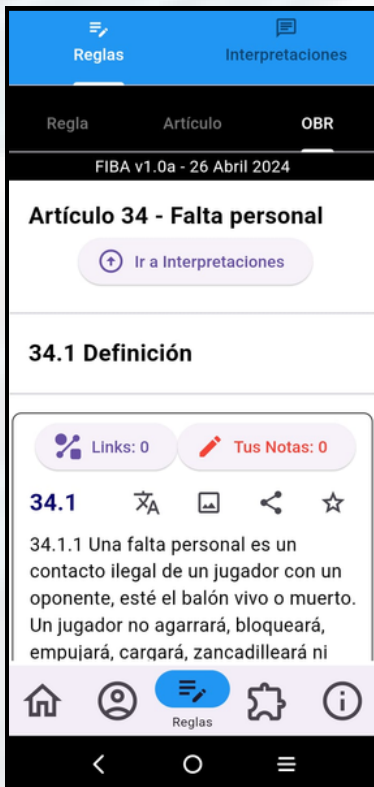 Reglas
Interpretaciones
Regla
Artículo
OBR
FIBA v1.0a - 26 Abril 2024
Artículo 34 - Falta personal
Ir a Interpretaciones
34.1 Definición
Links: 0
Tus Notas: 0
34.1
34.1.1 Una falta personal es un
contacto ilegal de un jugador con un
oponente, esté el balón vivo o muerto.
Un jugador no agarrará, bloqueará,
empujará, cargará, zancadilleará ni
Reglas